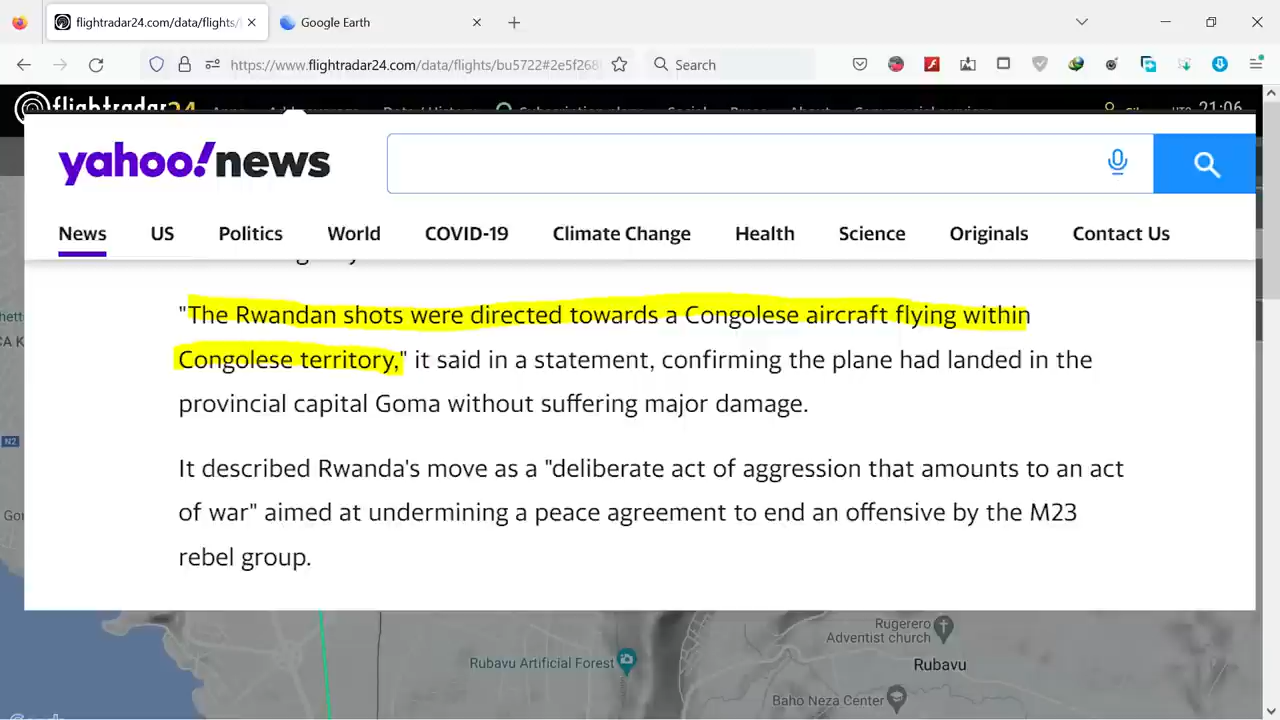 flightradar24.com/data/flights/
Google Earth
https://www.flightradar24.com/data/flights/bu5722#2e5f268
Search
flightradar24
21:06
yahoo!news
News US Politics World COVID-19 Climate Change Health Science Originals Contact Us
"The Rwandan shots were directed towards a Congolese aircraft flying within
Congolese territory," it said in a statement, confirming the plane had landed in the
provincial capital Goma without suffering major damage.
It described Rwanda's move as a "deliberate act of aggression that amounts to an act
of war" aimed at undermining a peace agreement to end an offensive by the M23
rebel group.
N2
Rugerero
Adventist church
Rubavu Artificial Forest
Rubavu
Baho Neza Center